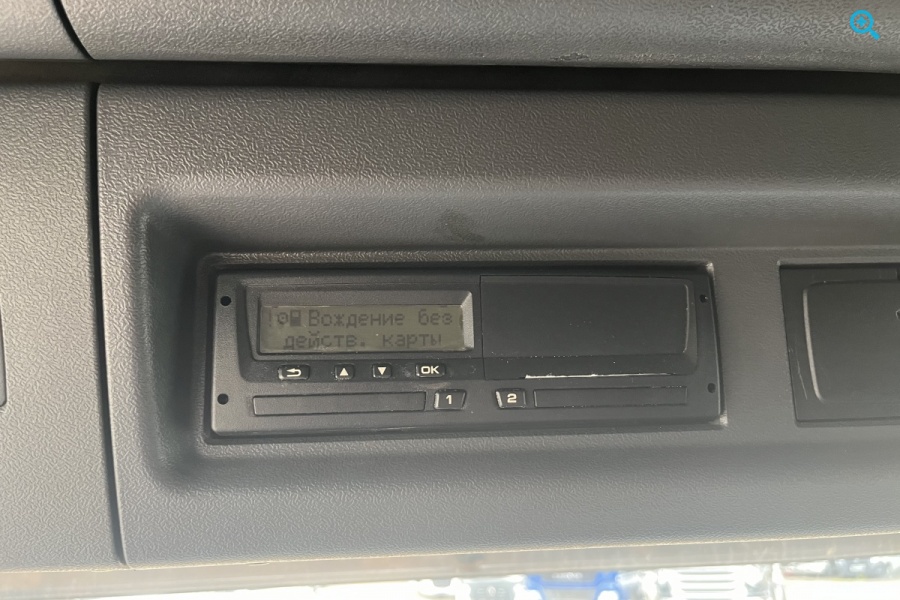 Вождение без
действ. карты
OK
1 2